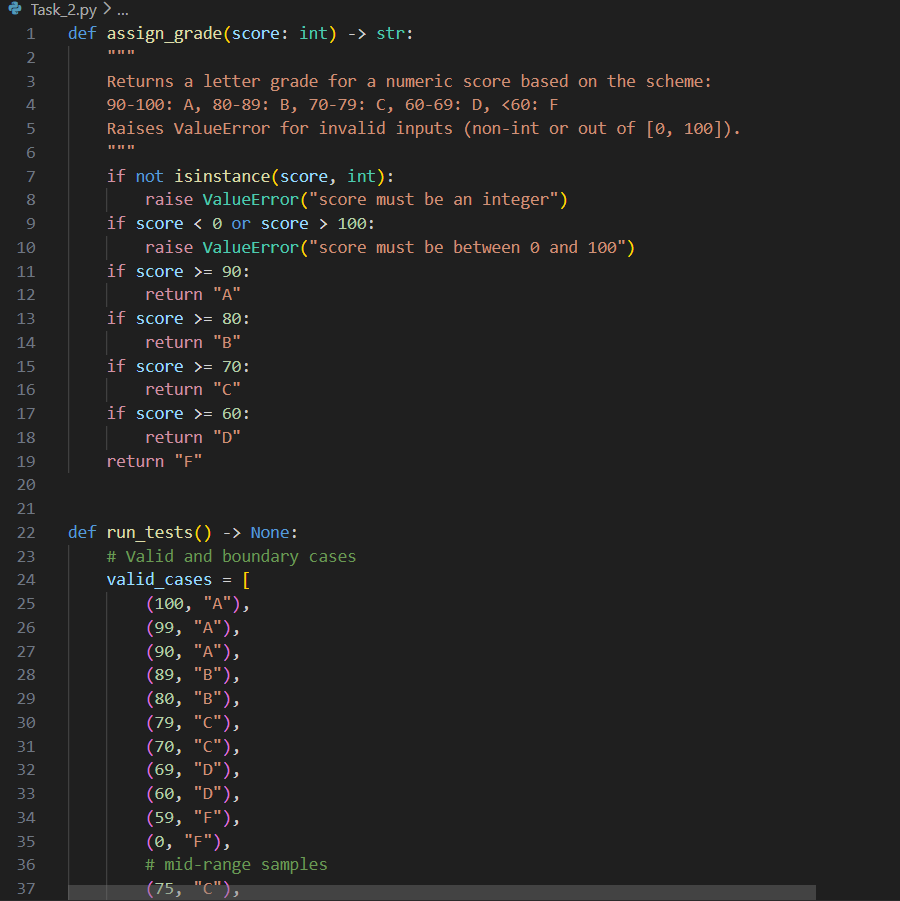 Task_2.py > ...
1 def assign_grade(score: int) -> str:
2     """
3     Returns a letter grade for a numeric score based on the scheme:
4     90-100: A, 80-89: B, 70-79: C, 60-69: D, <60: F
5     Raises ValueError for invalid inputs (non-int or out of [0, 100]).
6     """
7     if not isinstance(score, int):
8         raise ValueError("score must be an integer")
9     if score < 0 or score > 100:
10         raise ValueError("score must be between 0 and 100")
11     if score >= 90:
12         return "A"
13     if score >= 80:
14         return "B"
15     if score >= 70:
16         return "C"
17     if score >= 60:
18         return "D"
19     return "F"
20
21
22 def run_tests() -> None:
23     # Valid and boundary cases
24     valid_cases = [
25         (100, "A"),
26         (99, "A"),
27         (90, "A"),
28         (89, "B"),
29         (80, "B"),
30         (79, "C"),
31         (70, "C"),
32         (69, "D"),
33         (60, "D"),
34         (59, "F"),
35         (0, "F"),
36         # mid-range samples
37         (75, "C"),